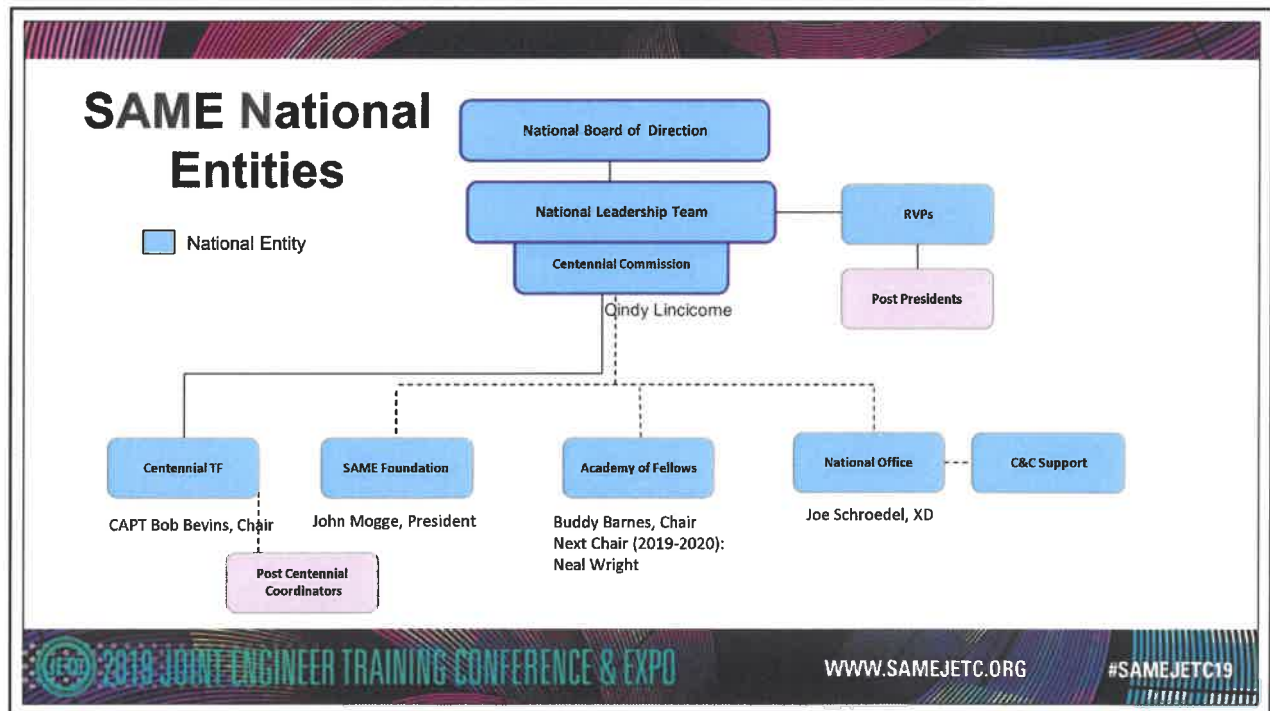 SAME National
Entities
National Entity
National Board of Direction
National Leadership Team
RVPs
Centennial Commission
Post Presidents
Cindy Lincicome
Centennial TF
SAME Foundation
Academy of Fellows
National Office
C&C Support
CAPT Bob Bevins, Chair
John Mogge, President
Buddy Barnes, Chair
Next Chair (2019-2020):
Neal Wright
Joe Schroedel, XD
Post Centennial
Coordinators
JETC
2019 JOINT ENGINEER TRAINING CONFERENCE & EXPO
WWW.SAMEJETC.ORG
#SAMEJETC19